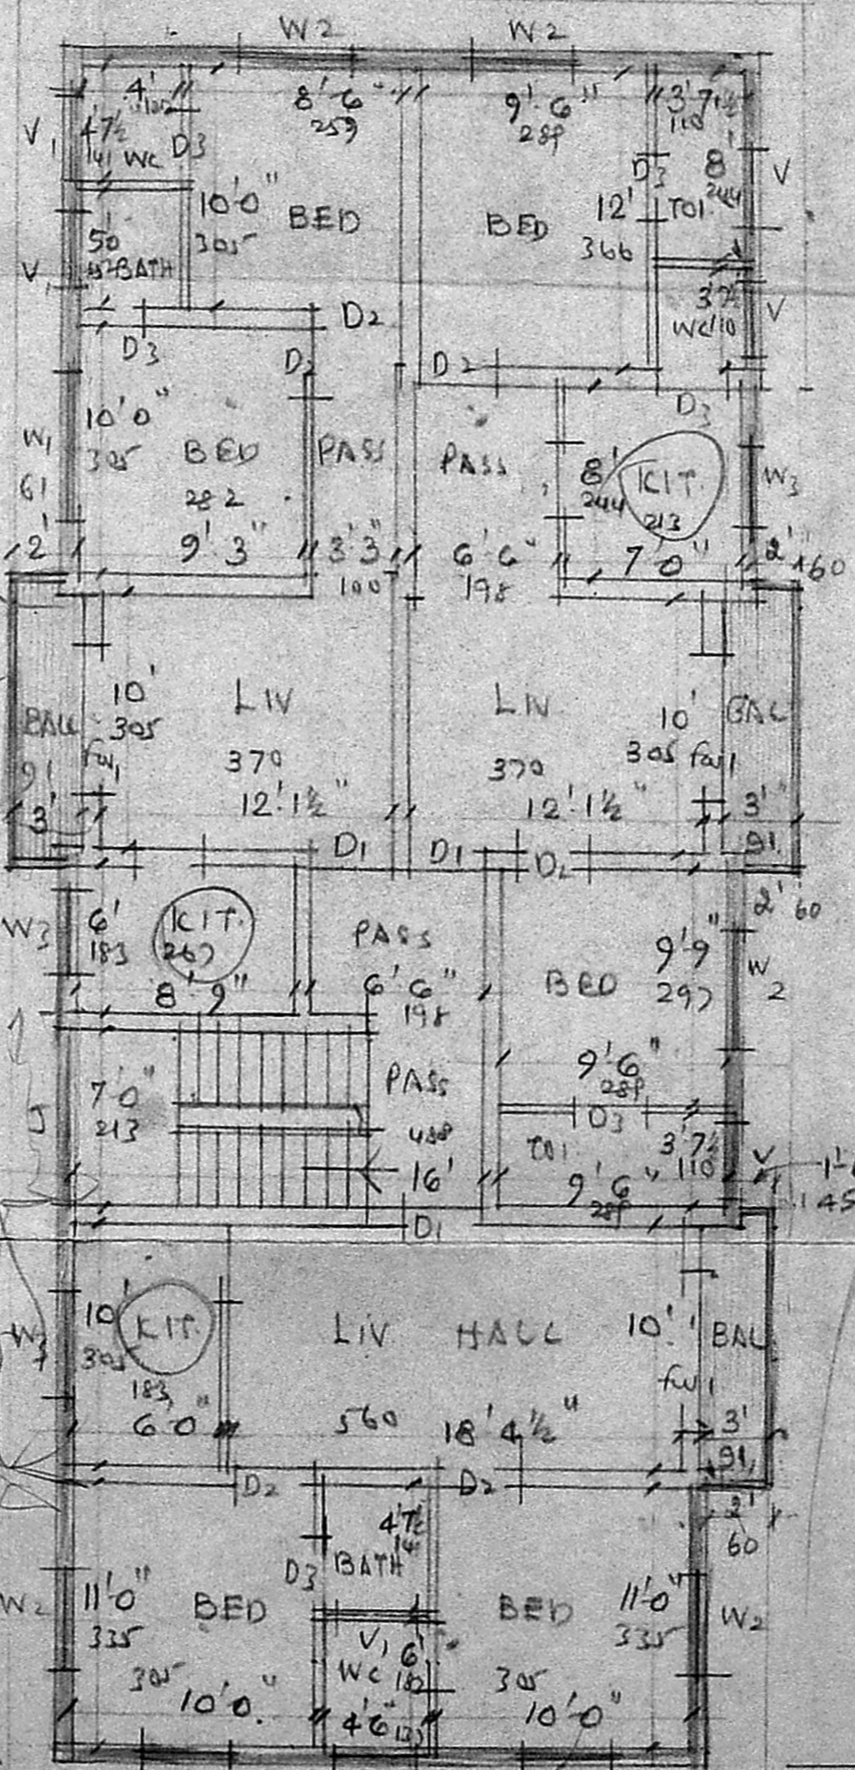 W2 W2
4' 8'-6" 9'-6" 3'7½
122 259 289 110
V1 4'7½ D3 D3 8' V
141 WC 244
10'0" BED BED 12' TOI.
305 366
50
V1 152 BATH 3'7½ V
WC 110
D2
D3 D2 D2 D3
10'0"
305 BED PASS PASS 8' KIT. W3
W1 244
61 282 213
2' 9'3" 3'3" 6'6" 7'0" 2' 60
100 198
10' LIV LIV 10' BAL
BAL 305 305
91 FW1 370 370 FW1
3' 12'1½" 12'1½" 3'
D1 D1 D2 91
2' 60
W3 6' KIT. PASS 9'9"
183 267 BED 297 W2
8'9" 6'6"
198
9'6"
7'0" PASS 289
213 488 D3
TOI. 3'7½ V
16' 9'6" 110
289 145
D1
10' KIT. LIV HALL 10' BAL
305 FW1
183 3'
6'0" 560 18'4½" 91
D2 D2
4'7½ 2'
141 60
D3 BATH
W2 11'0" BED BED 11'0" W2
335 335
V1 6'
305 WC 182 305
10'0" 4'6" 10'0"